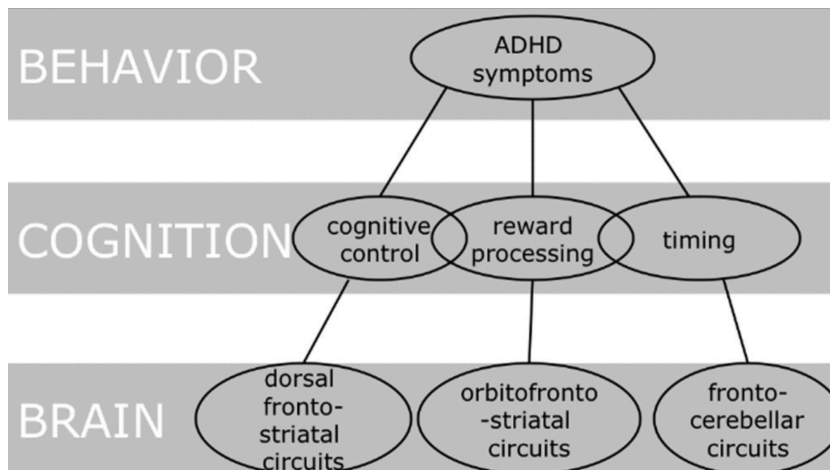 BEHAVIOR
ADHD
symptoms
COGNITION
cognitive
control
reward
processing
timing
BRAIN
dorsal
fronto-
striatal
circuits
orbitofronto
-striatal
circuits
fronto-
cerebellar
circuits